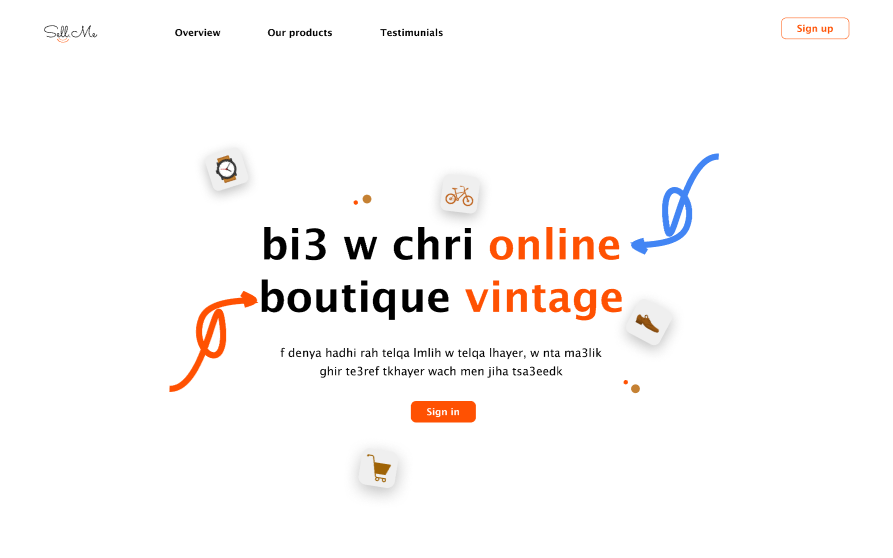 Sell Me
Overview
Our products
Testimunials
Sign up
bi3 w chri online
boutique vintage
f denya hadhi rah telqa lmlih w telqa lhayer, w nta ma3lik
ghir te3ref tkhayer wach men jiha tsa3eedk
Sign in